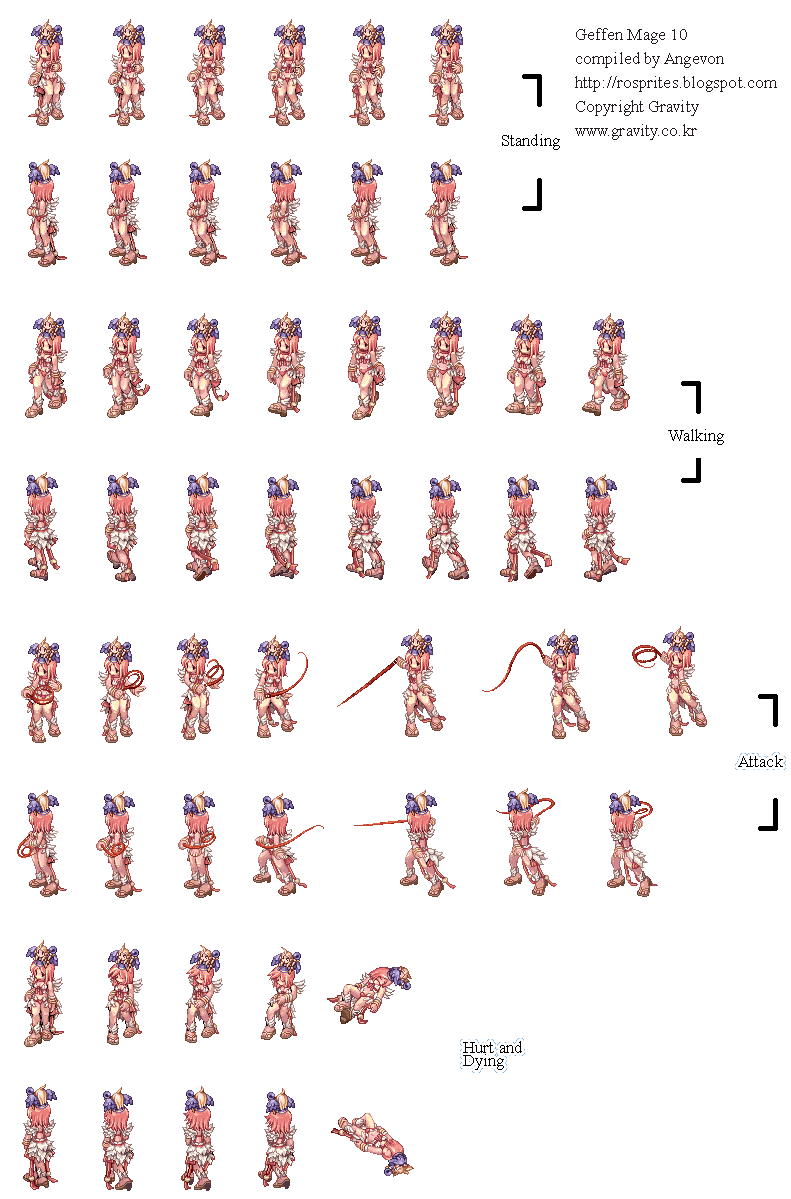 Geffen Mage 10
compiled by Angevon
http://rosprites.blogspot.com
Copyright Gravity
www.gravity.co.kr
Standing
Walking
Attack
Hurt and
Dying